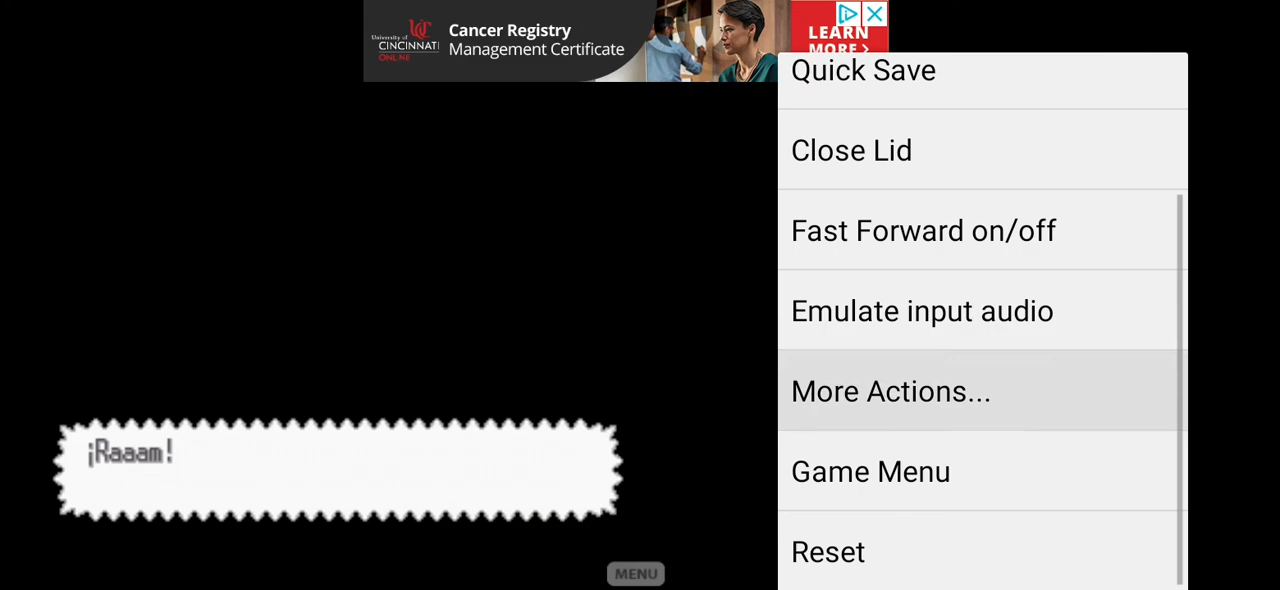 University of
CINCINNATI
ONLINE
Cancer Registry
Management Certificate
LEARN
MORE >
Quick Save
Close Lid
Fast Forward on/off
Emulate input audio
More Actions...
Game Menu
Reset
¡Raaam!
MENU